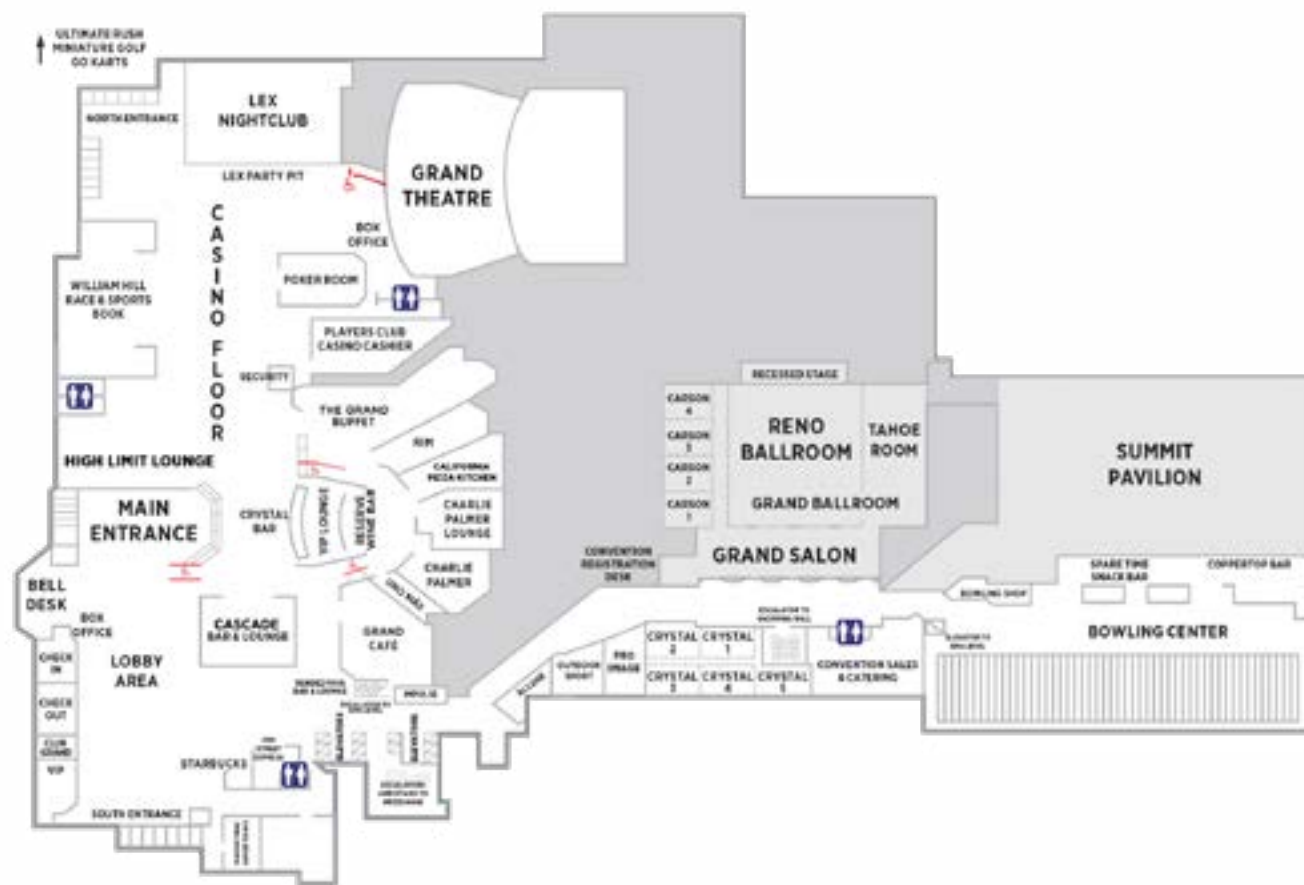 ULTIMATE RUSH
MINIATURE GOLF
GO KARTS
NORTH ENTRANCE
LEX
NIGHTCLUB
LEX PARTY PIT
GRAND
THEATRE
BOX
OFFICE
CASINO FLOOR
POKER ROOM
WILLIAM HILL
RACE & SPORTS
BOOK
PLAYERS CLUB
CASINO CASHIER
SECURITY
THE GRAND
BUFFET
RIM
CALIFORNIA
PIZZA KITCHEN
HIGH LIMIT LOUNGE
MAIN
ENTRANCE
CRYSTAL
BAR
VIP LOUNGE
RESERVE
WINE BAR
CHARLIE
PALMER
LOUNGE
CHARLIE
PALMER
BELL
DESK
BOX
OFFICE
CASCADE
BAR & LOUNGE
GRAND
CAFÉ
CHECK
IN
LOBBY
AREA
CHECK
OUT
CLUB
GRAND
VIP
IMPULSE
ELEVATORS
ELEVATORS
STARBUCKS
SOUTH ENTRANCE
RECESSED STAGE
CARSON
4
CARSON
3
CARSON
2
CARSON
1
RENO
BALLROOM
TAHOE
ROOM
GRAND BALLROOM
SUMMIT
PAVILION
CONVENTION
REGISTRATION
DESK
GRAND SALON
SPARE TIME
SNACK BAR
COPPERTOP BAR
BOWLING SHOP
BOWLING CENTER
ALLURE
OUTDOOR
SPORT
PRO
IMAGE
CRYSTAL
2
CRYSTAL
1
CRYSTAL
3
CRYSTAL
4
CRYSTAL
5
CONVENTION SALES
& CATERING